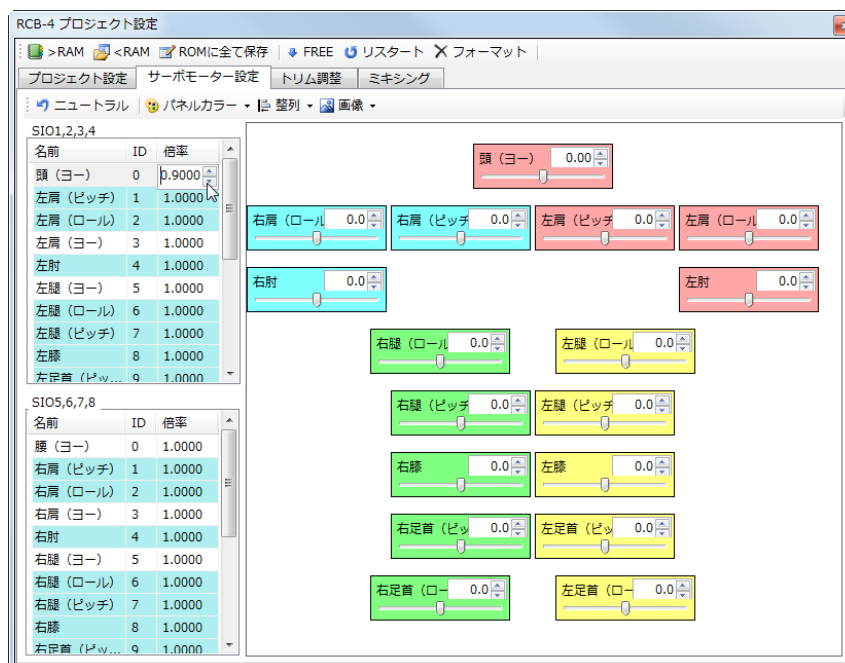 RCB-4 プロジェクト設定
>RAM <RAM ROMに全て保存 FREE リスタート フォーマット
プロジェクト設定 サーボモーター設定 トリム調整 ミキシング
ニュートラル パネルカラー 整列 画像
SIO1,2,3,4
名前 ID 倍率
頭（ヨー） 0 0.9000
左肩（ピッチ） 1 1.0000
左肩（ロール） 2 1.0000
左肩（ヨー） 3 1.0000
左肘 4 1.0000
左腿（ヨー） 5 1.0000
左腿（ロール） 6 1.0000
左腿（ピッチ） 7 1.0000
左膝 8 1.0000
左足首（ピッ... 9 1.0000
SIO5,6,7,8
名前 ID 倍率
腰（ヨー） 0 1.0000
右肩（ピッチ） 1 1.0000
右肩（ロール） 2 1.0000
右肩（ヨー） 3 1.0000
右肘 4 1.0000
右腿（ヨー） 5 1.0000
右腿（ロール） 6 1.0000
右腿（ピッチ） 7 1.0000
右膝 8 1.0000
右足首（ピッ... 9 1.0000
頭（ヨー） 0.00
右肩（ロール 0.0 右肩（ピッチ 0.0 左肩（ピッチ 0.0 左肩（ロール 0.0
右肘 0.0 左肘 0.0
右腿（ロール 0.0 左腿（ロール 0.0
右腿（ピッチ 0.0 左腿（ピッチ 0.0
右膝 0.0 左膝 0.0
右足首（ピッ 0.0 左足首（ピッ 0.0
右足首（ロー 0.0 左足首（ロー 0.0